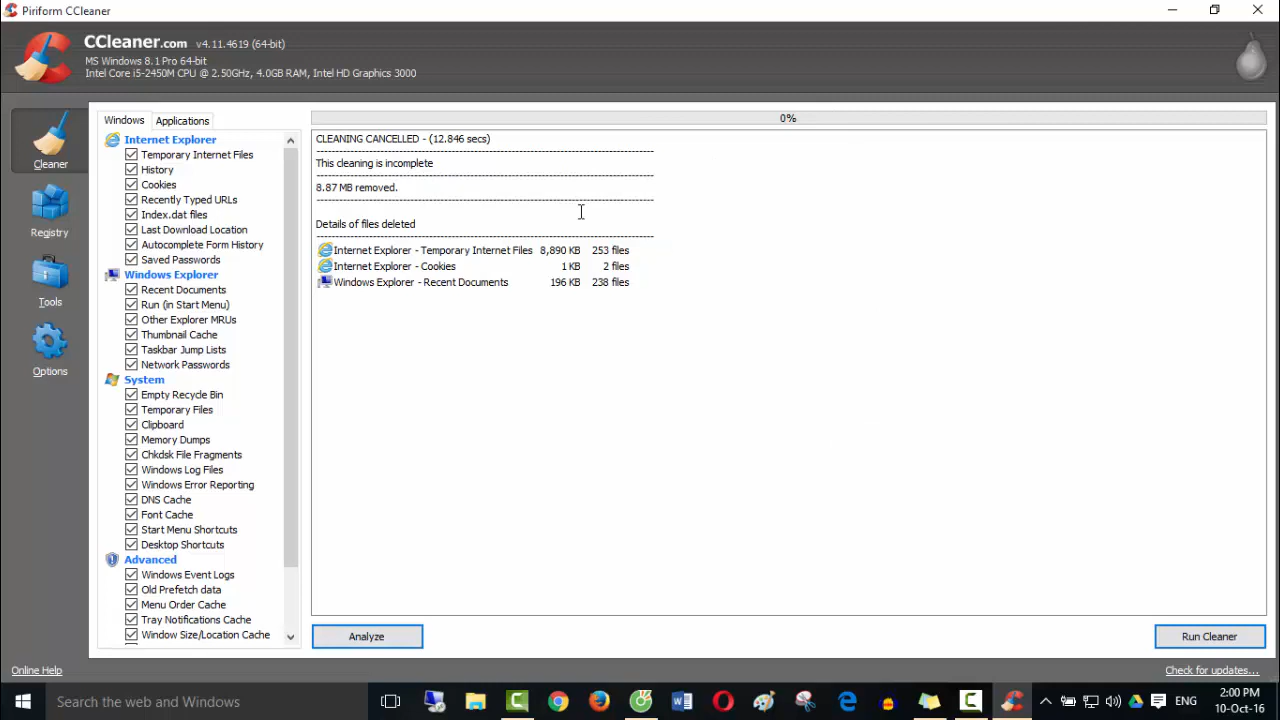 Piriform CCleaner
CCleaner.com v4.11.4619 (64-bit)
MS Windows 8.1 Pro 64-bit
Intel Core i5-2450M CPU @ 2.50GHz, 4.0GB RAM, Intel HD Graphics 3000
Cleaner
Registry
Tools
Options
Windows Applications
Internet Explorer
Temporary Internet Files
History
Cookies
Recently Typed URLs
Index.dat files
Last Download Location
Autocomplete Form History
Saved Passwords
Windows Explorer
Recent Documents
Run (in Start Menu)
Other Explorer MRUs
Thumbnail Cache
Taskbar Jump Lists
Network Passwords
System
Empty Recycle Bin
Temporary Files
Clipboard
Memory Dumps
Chkdsk File Fragments
Windows Log Files
Windows Error Reporting
DNS Cache
Font Cache
Start Menu Shortcuts
Desktop Shortcuts
Advanced
Windows Event Logs
Old Prefetch data
Menu Order Cache
Tray Notifications Cache
Window Size/Location Cache
0%
CLEANING CANCELLED - (12.846 secs)
This cleaning is incomplete
8.87 MB removed.
Details of files deleted
Internet Explorer - Temporary Internet Files 8,890 KB 253 files
Internet Explorer - Cookies 1 KB 2 files
Windows Explorer - Recent Documents 196 KB 238 files
Analyze
Run Cleaner
Online Help
Check for updates...
Search the web and Windows
ENG
2:00 PM
10-Oct-16